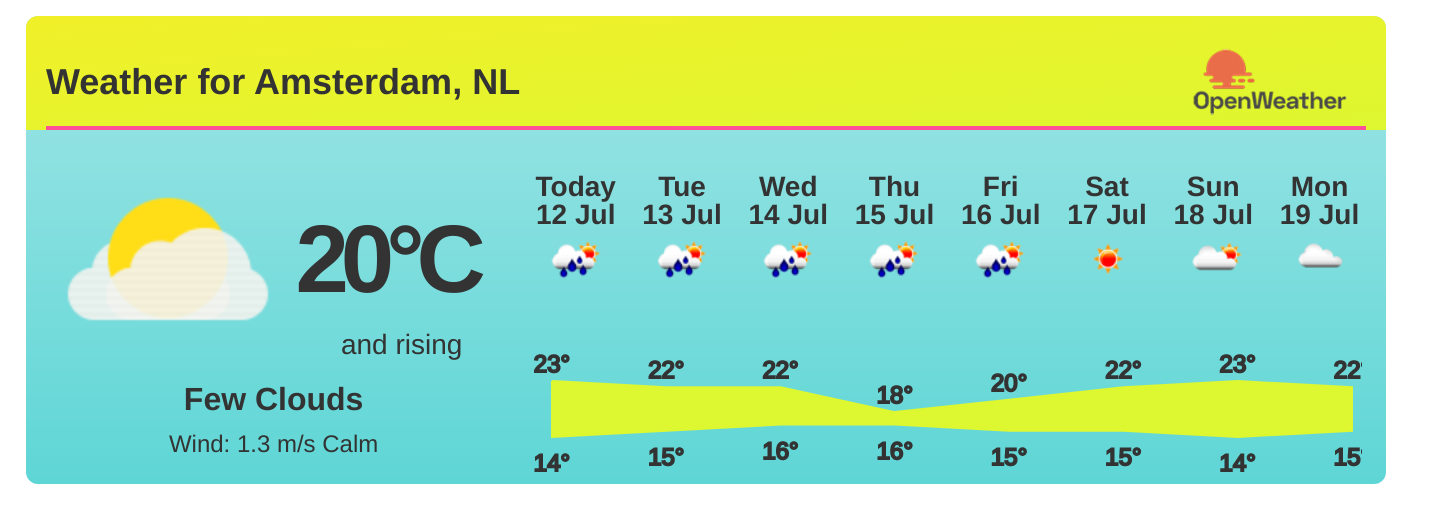 Weather for Amsterdam, NL
OpenWeather
20°C
and rising
Few Clouds
Wind: 1.3 m/s Calm
Today Tue Wed Thu Fri Sat Sun Mon
12 Jul 13 Jul 14 Jul 15 Jul 16 Jul 17 Jul 18 Jul 19 Jul
23° 22° 22° 18° 20° 22° 23° 22°
14° 15° 16° 16° 15° 15° 14° 15°